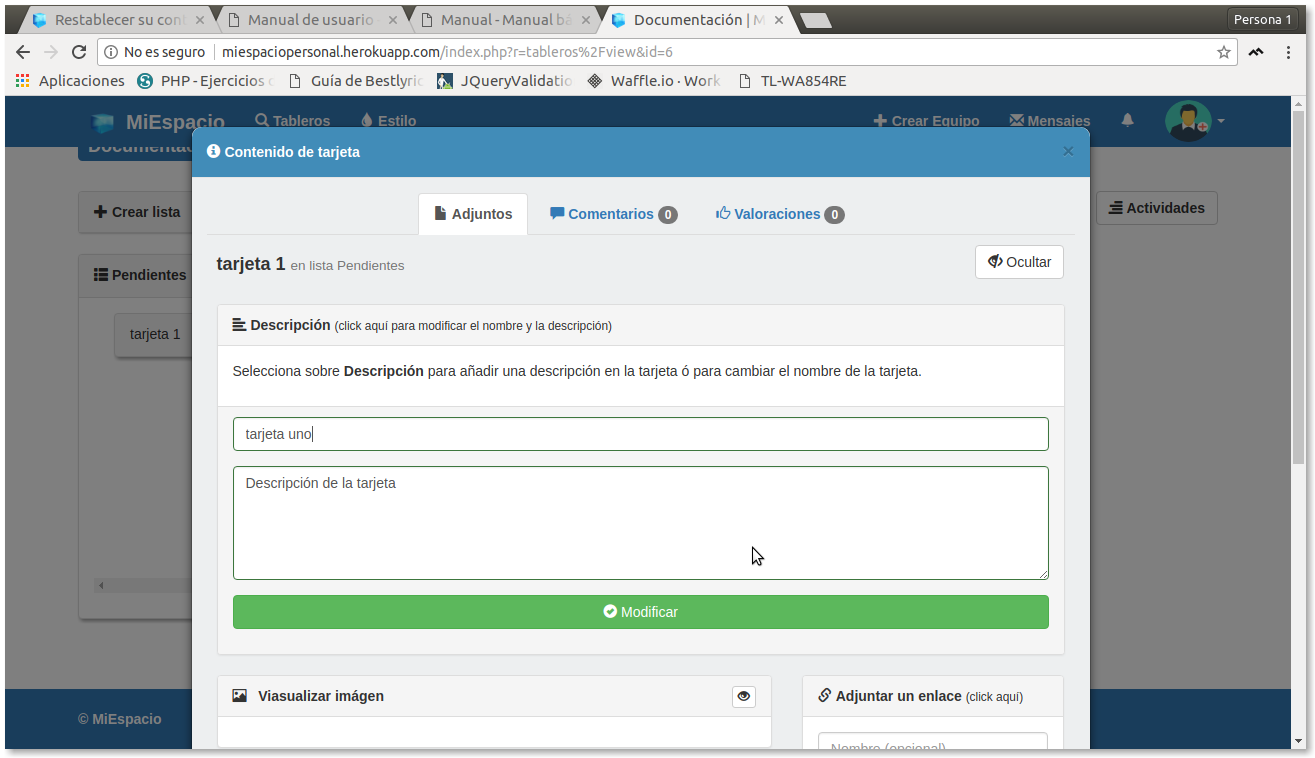 Restablecer su con
Manual de usuario
Manual - Manual bá
Documentación | M
Persona 1
No es seguro
miespaciopersonal.herokuapp.com/index.php?r=tableros%2Fview&id=6
Aplicaciones
PHP - Ejercicios
Guía de Bestlyric
JQueryValidatio
Waffle.io · Work
TL-WA854RE
MiEspacio
Tableros
Estilo
Crear Equipo
Mensajes
Documentac
Contenido de tarjeta
×
Crear lista
Actividades
Pendientes
tarjeta 1
Adjuntos
Comentarios 0
Valoraciones 0
tarjeta 1 en lista Pendientes
Ocultar
Descripción (click aquí para modificar el nombre y la descripción)
Selecciona sobre Descripción para añadir una descripción en la tarjeta ó para cambiar el nombre de la tarjeta.
tarjeta uno
Descripción de la tarjeta
Modificar
Viasualizar imágen
Adjuntar un enlace (click aquí)
Nombre (opcional)
© MiEspacio